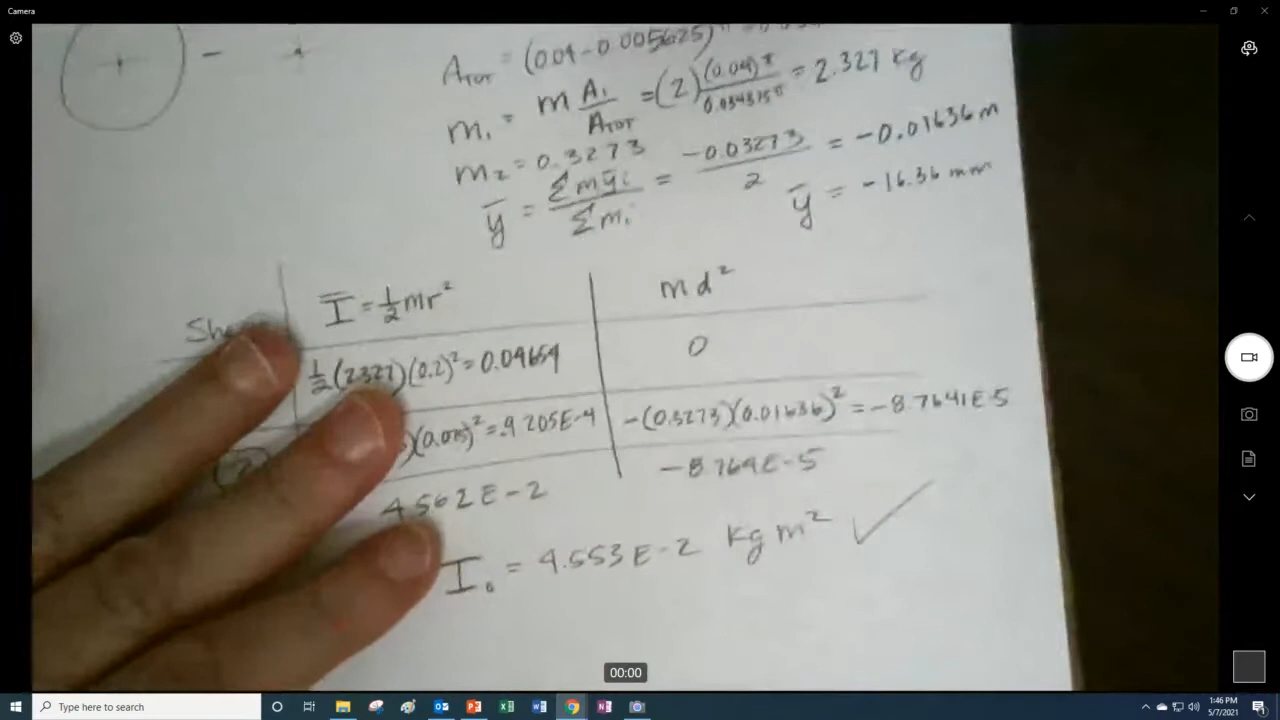 Camera
A_TOT = (0.04 - 0.005625)π = 0.034
m₁ = m A₁/A_TOT = (2) (0.04)π/0.034375π = 2.327 kg
m₂ = 0.3273
ȳ = Σmȳᵢ/Σmᵢ = -0.03273/2 = -0.01636 m
ȳ = -16.36 mm
Ī = ½mr² md²
½(2.327)(0.2)² = 0.04654 0
)(0.075)² = 9.205E-4 -(0.3273)(0.01636)² = -8.7641E-5
4.562E-2 -8.764E-5
I₀ = 4.553E-2 kg m² ✓
00:00
Type here to search
1:46 PM
5/7/2021